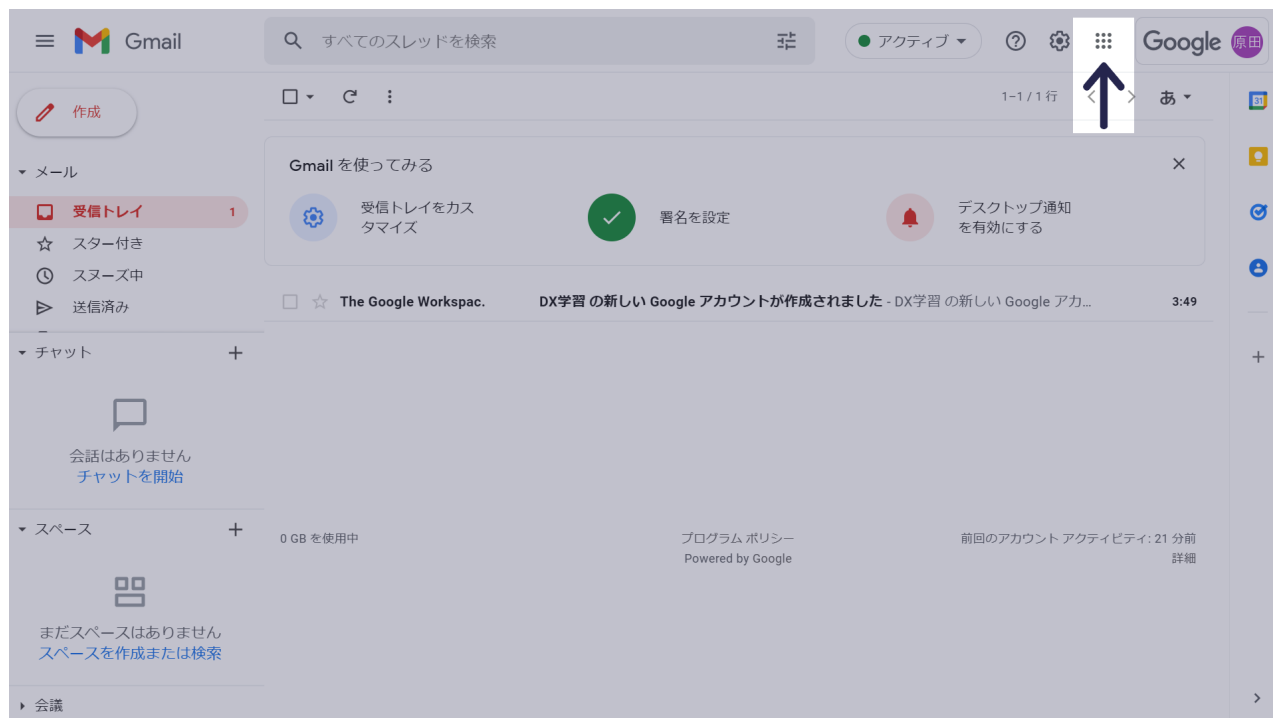 Gmail
すべてのスレッドを検索
アクティブ
Google
原田
作成
1–1 / 1 行
あ
31
メール
受信トレイ 1
スター付き
スヌーズ中
送信済み
Gmail を使ってみる
受信トレイをカス
タマイズ
署名を設定
デスクトップ通知
を有効にする
The Google Workspac. DX学習 の新しい Google アカウントが作成されました - DX学習 の新しい Google アカ… 3:49
チャット
会話はありません
チャットを開始
スペース
まだスペースはありません
スペースを作成または検索
会議
0 GB を使用中
プログラム ポリシー
Powered by Google
前回のアカウント アクティビティ: 21 分前
詳細